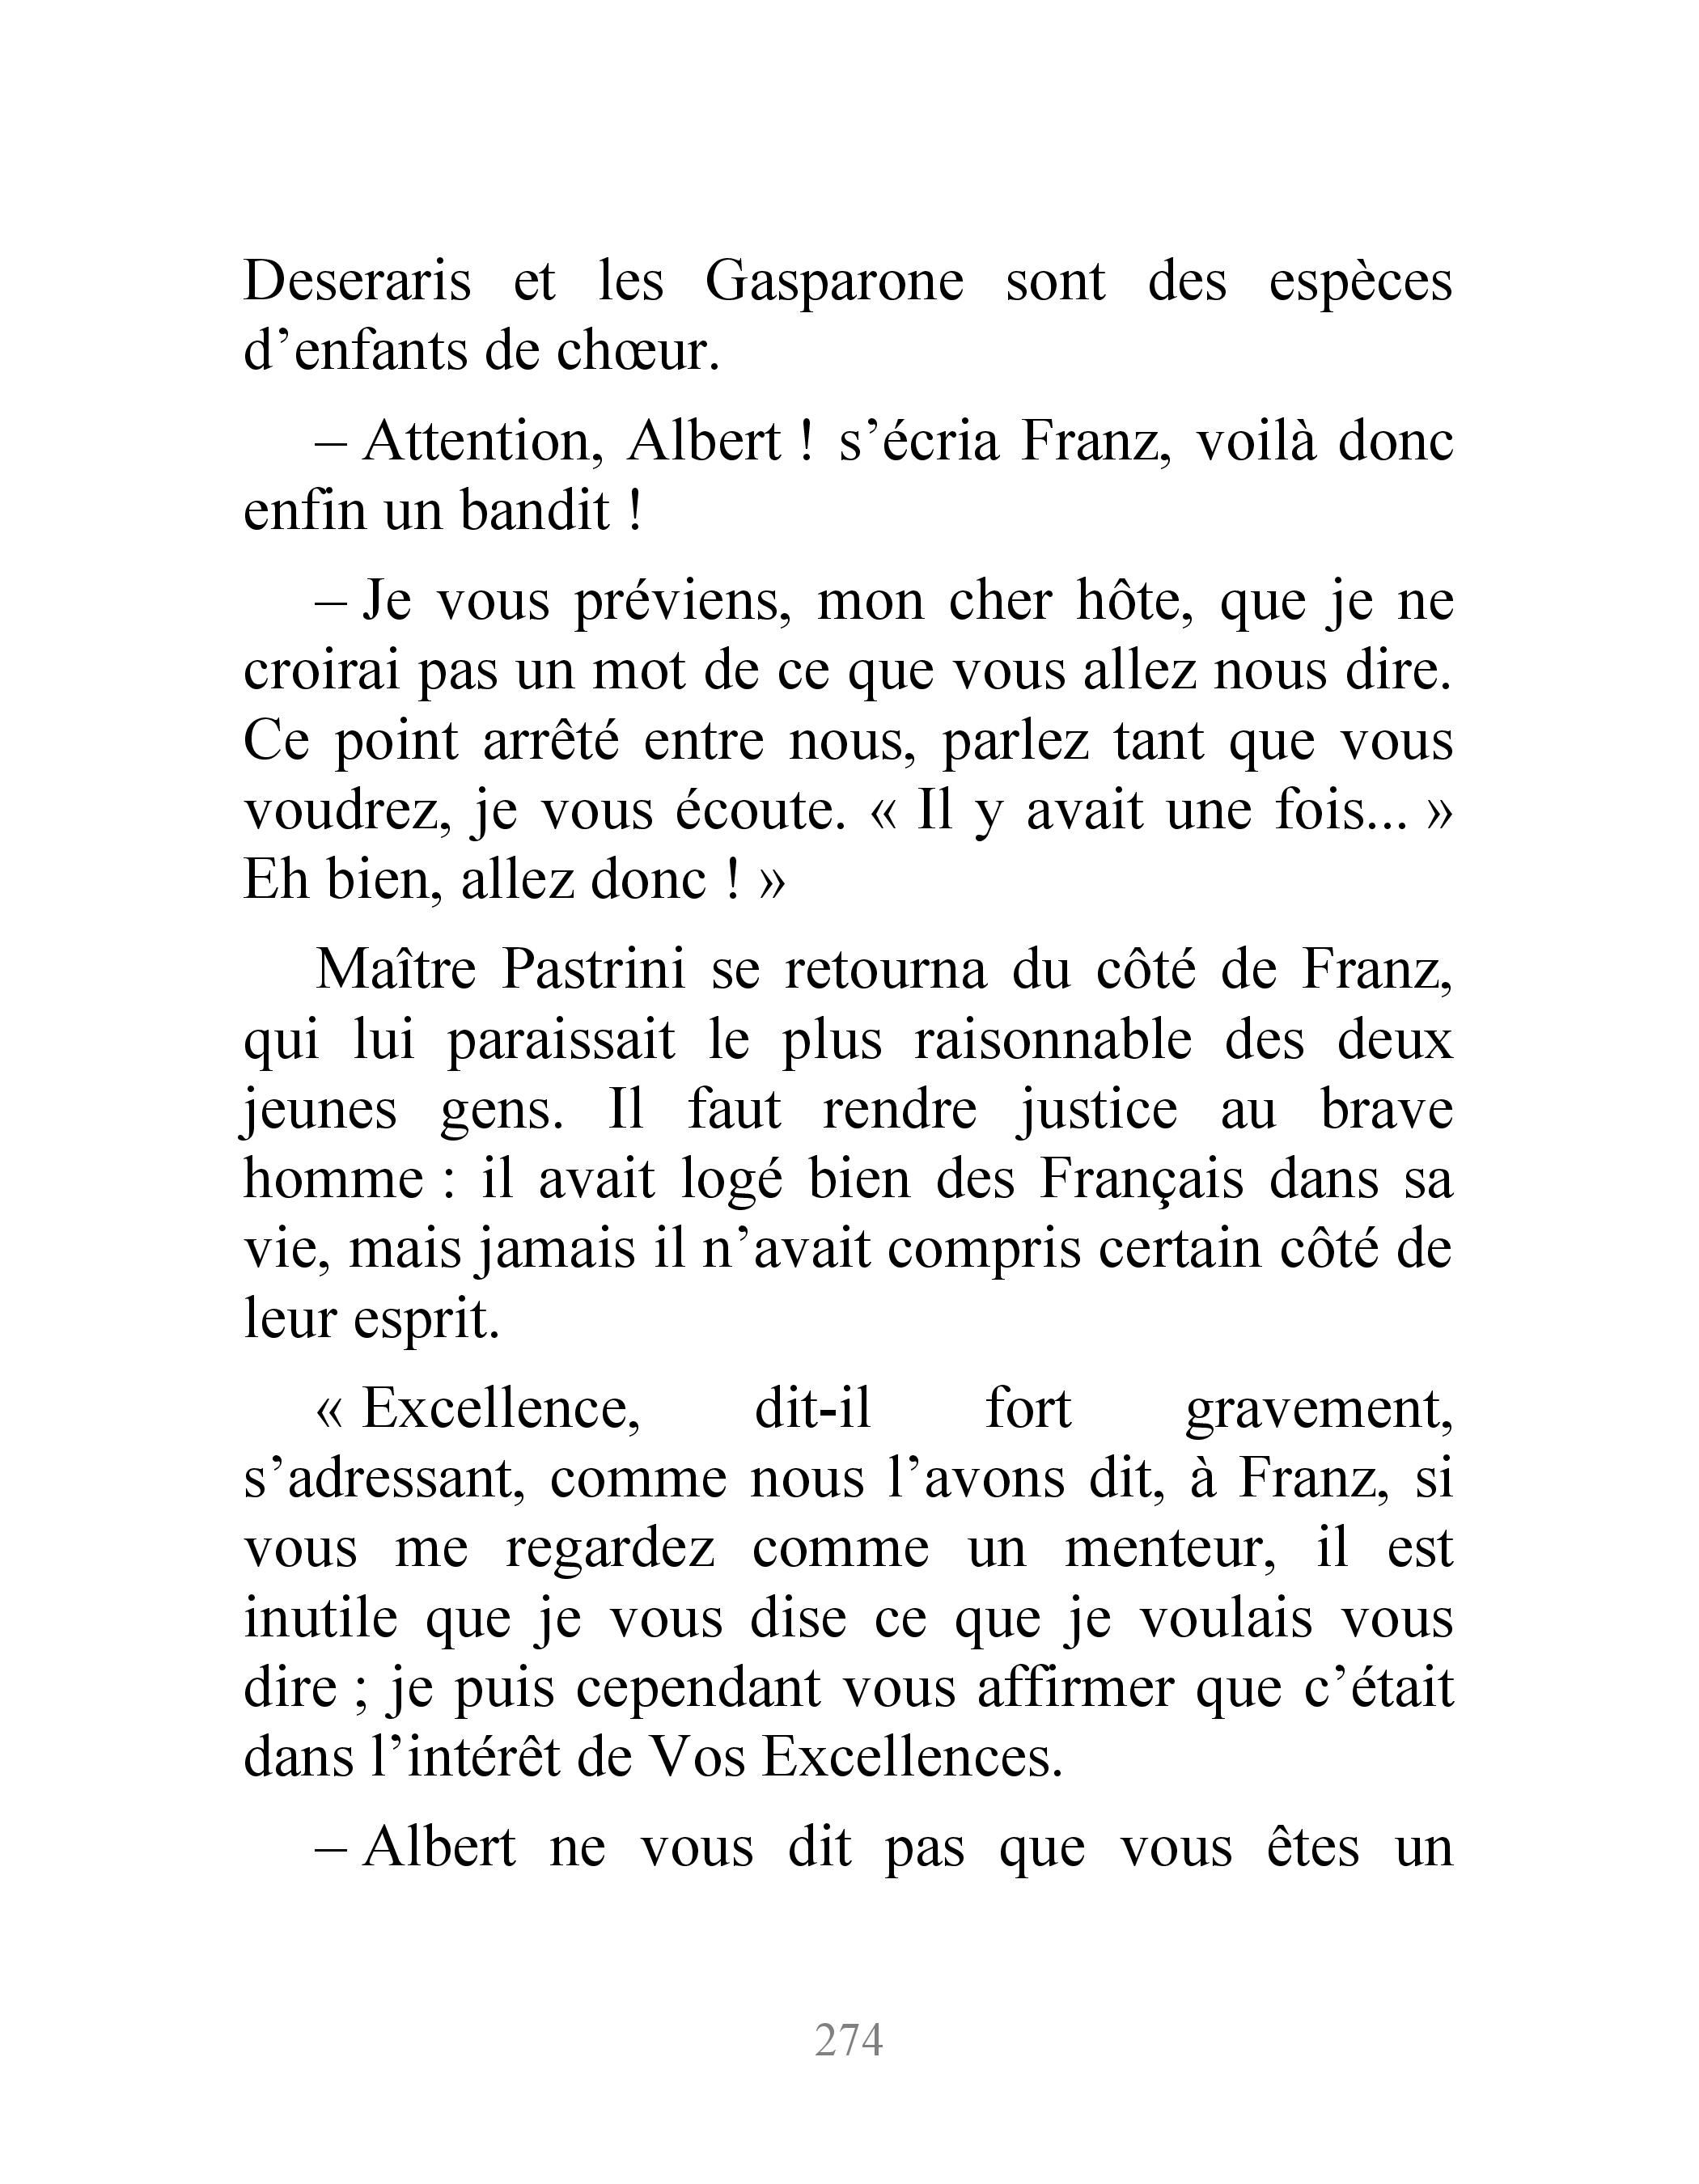 Deseraris et les Gasparone sont des espèces
d’enfants de chœur.
– Attention, Albert ! s’écria Franz, voilà donc
enfin un bandit !
– Je vous préviens, mon cher hôte, que je ne
croirai pas un mot de ce que vous allez nous dire.
Ce point arrêté entre nous, parlez tant que vous
voudrez, je vous écoute. « Il y avait une fois... »
Eh bien, allez donc ! »
Maître Pastrini se retourna du côté de Franz,
qui lui paraissait le plus raisonnable des deux
jeunes gens. Il faut rendre justice au brave
homme : il avait logé bien des Français dans sa
vie, mais jamais il n’avait compris certain côté de
leur esprit.
« Excellence, dit-il fort gravement,
s’adressant, comme nous l’avons dit, à Franz, si
vous me regardez comme un menteur, il est
inutile que je vous dise ce que je voulais vous
dire ; je puis cependant vous affirmer que c’était
dans l’intérêt de Vos Excellences.
– Albert ne vous dit pas que vous êtes un
274